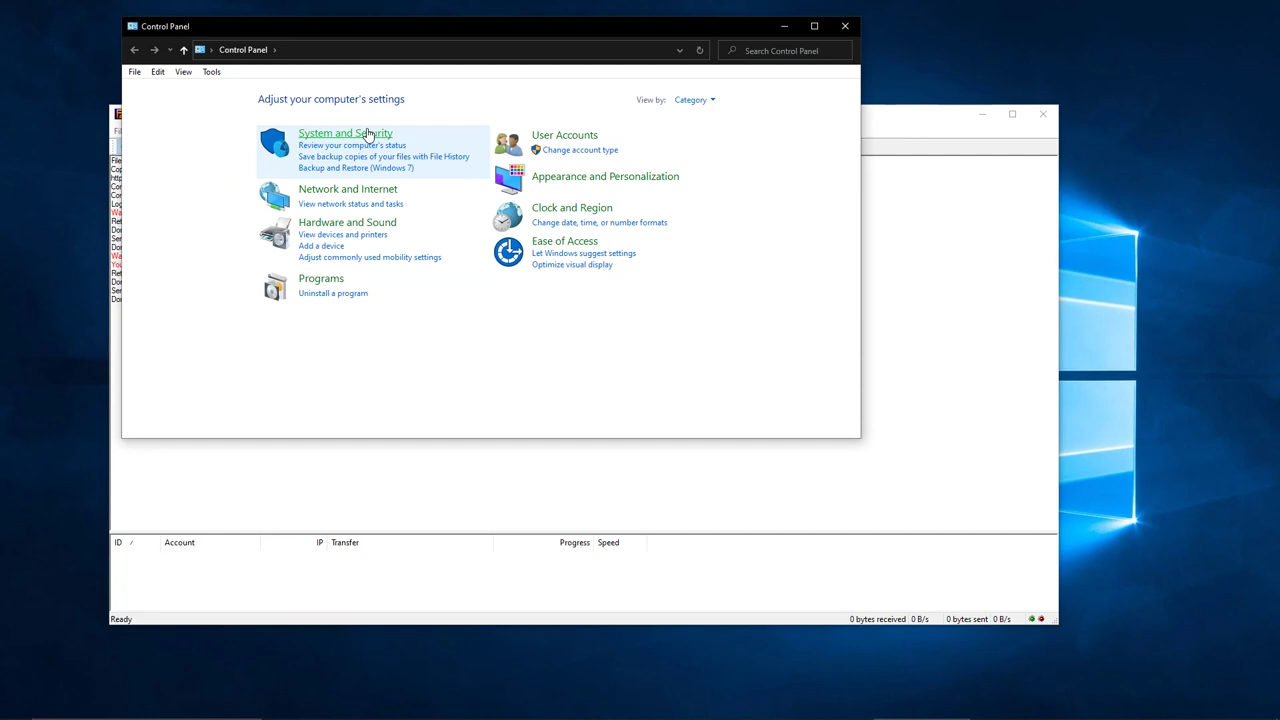 Control Panel
Control Panel
Search Control Panel
File Edit View Tools
Adjust your computer's settings
View by: Category
System and Security
Review your computer's status
Save backup copies of your files with File History
Backup and Restore (Windows 7)
Network and Internet
View network status and tasks
Hardware and Sound
View devices and printers
Add a device
Adjust commonly used mobility settings
Programs
Uninstall a program
User Accounts
Change account type
Appearance and Personalization
Clock and Region
Change date, time, or number formats
Ease of Access
Let Windows suggest settings
Optimize visual display
ID / Account IP Transfer Progress Speed
Ready
0 bytes received 0 B/s 0 bytes sent 0 B/s